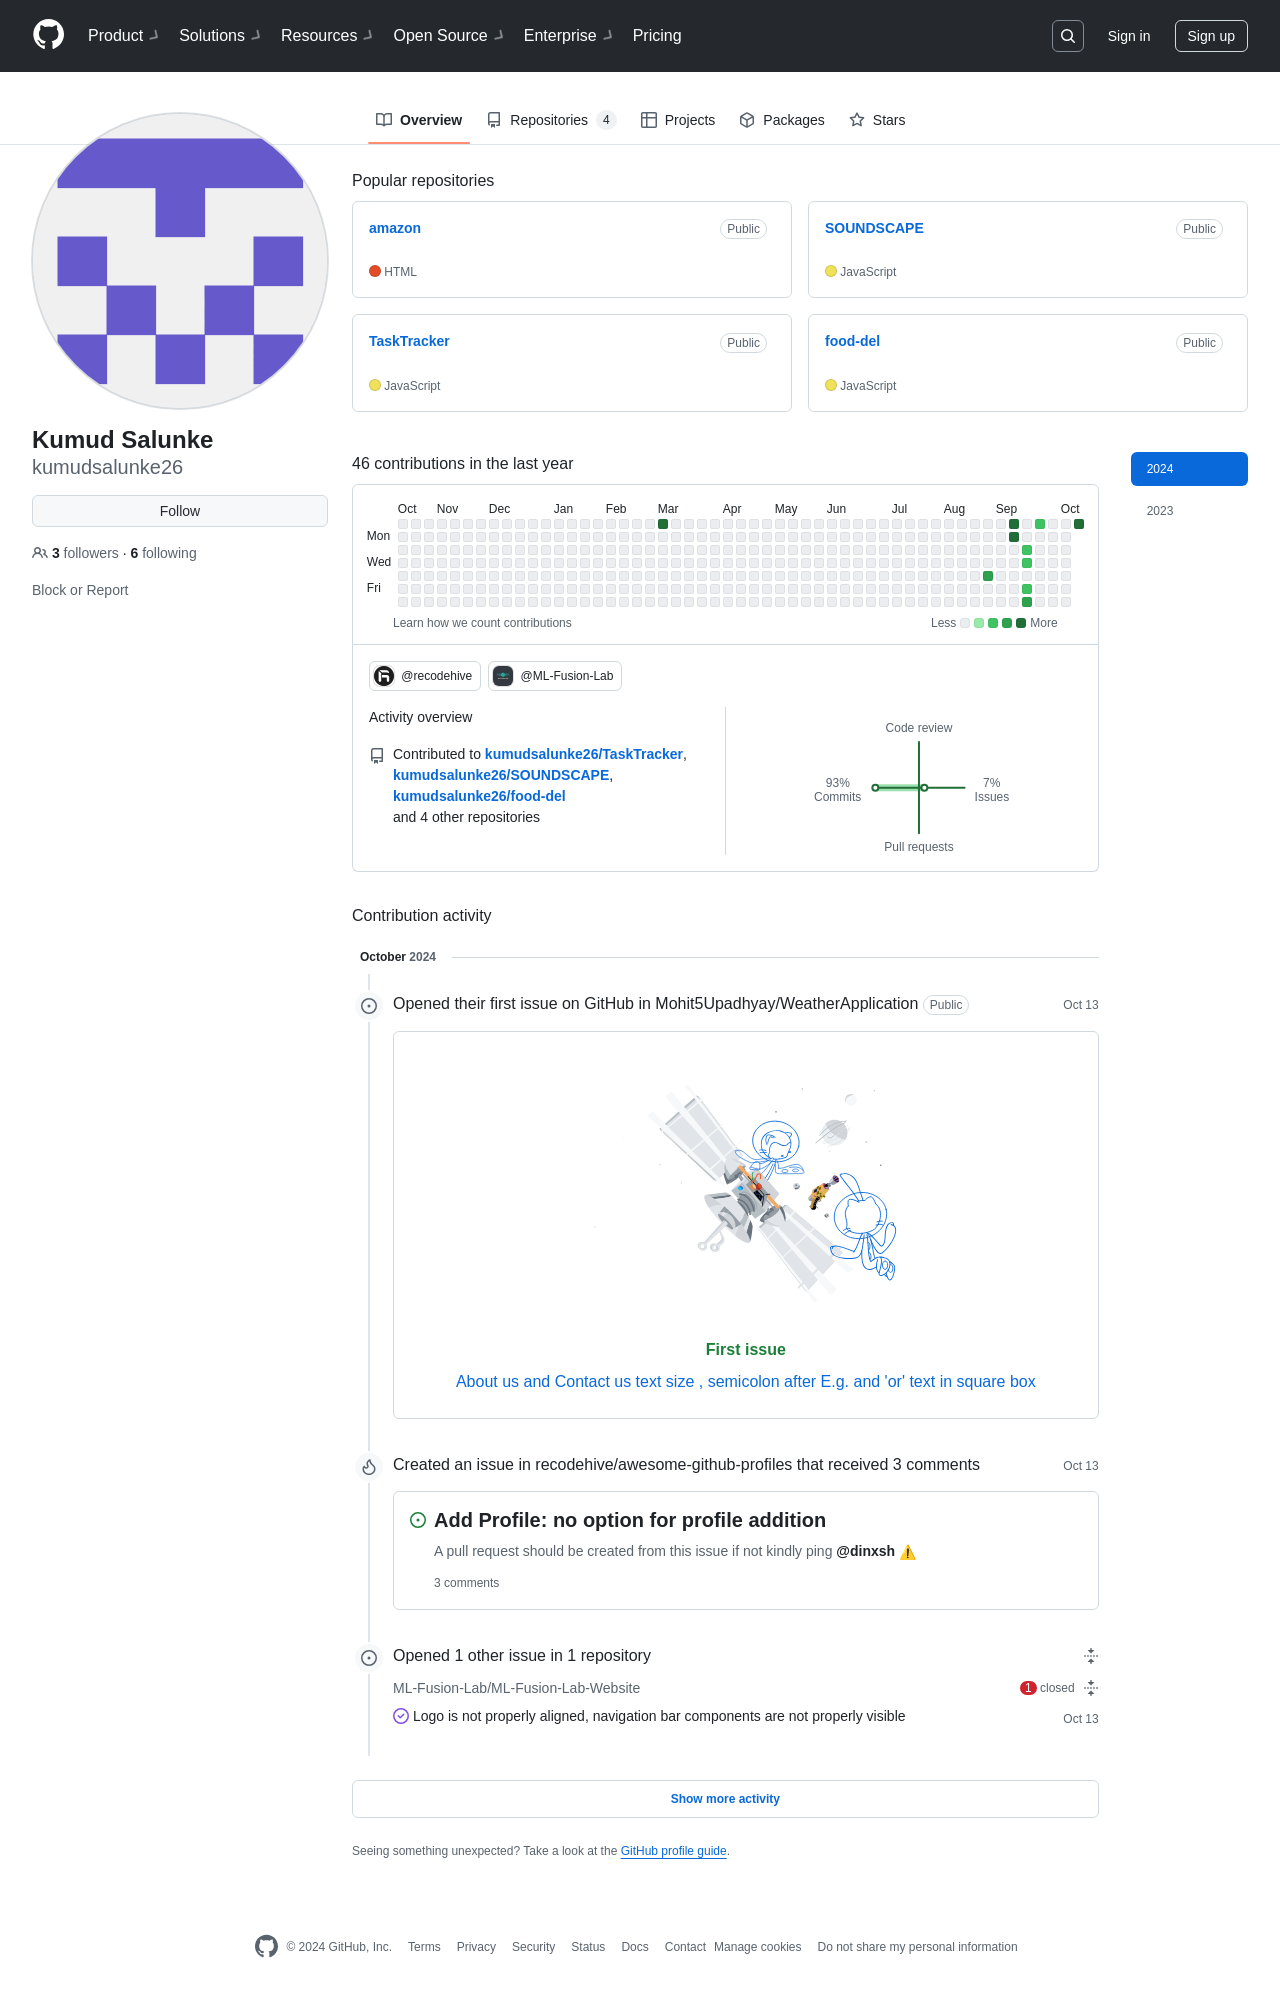 Product Solutions Resources Open Source Enterprise Pricing Sign in Sign up
Overview Repositories 4 Projects Packages Stars
Kumud Salunke
kumudsalunke26
Follow
3 followers · 6 following
Block or Report
Popular repositories
amazon Public
HTML
SOUNDSCAPE Public
JavaScript
TaskTracker Public
JavaScript
food-del Public
JavaScript
46 contributions in the last year
2024
2023
Oct Nov Dec Jan Feb Mar Apr May Jun Jul Aug Sep Oct
Mon
Wed
Fri
Learn how we count contributions Less More
@recodehive @ML-Fusion-Lab
Activity overview
Contributed to kumudsalunke26/TaskTracker,
kumudsalunke26/SOUNDSCAPE,
kumudsalunke26/food-del
and 4 other repositories
Code review
93%
Commits
7%
Issues
Pull requests
Contribution activity
October 2024
Opened their first issue on GitHub in Mohit5Upadhyay/WeatherApplication Public Oct 13
First issue
About us and Contact us text size , semicolon after E.g. and 'or' text in square box
Created an issue in recodehive/awesome-github-profiles that received 3 comments Oct 13
Add Profile: no option for profile addition
A pull request should be created from this issue if not kindly ping @dinxsh ⚠️
3 comments
Opened 1 other issue in 1 repository
ML-Fusion-Lab/ML-Fusion-Lab-Website 1 closed
Logo is not properly aligned, navigation bar components are not properly visible Oct 13
Show more activity
Seeing something unexpected? Take a look at the GitHub profile guide.
© 2024 GitHub, Inc. Terms Privacy Security Status Docs Contact Manage cookies Do not share my personal information